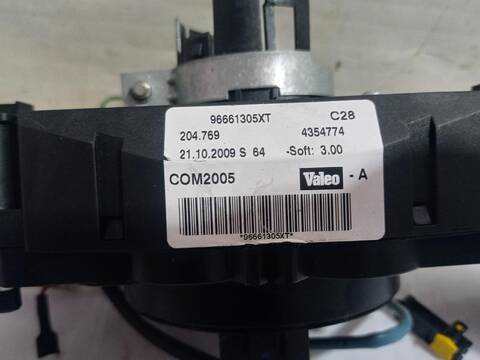 96661305XT C28
204.769 4354774
21.10.2009 S 64 -Soft: 3.00
COM2005 Valeo - A
*96661305XT*